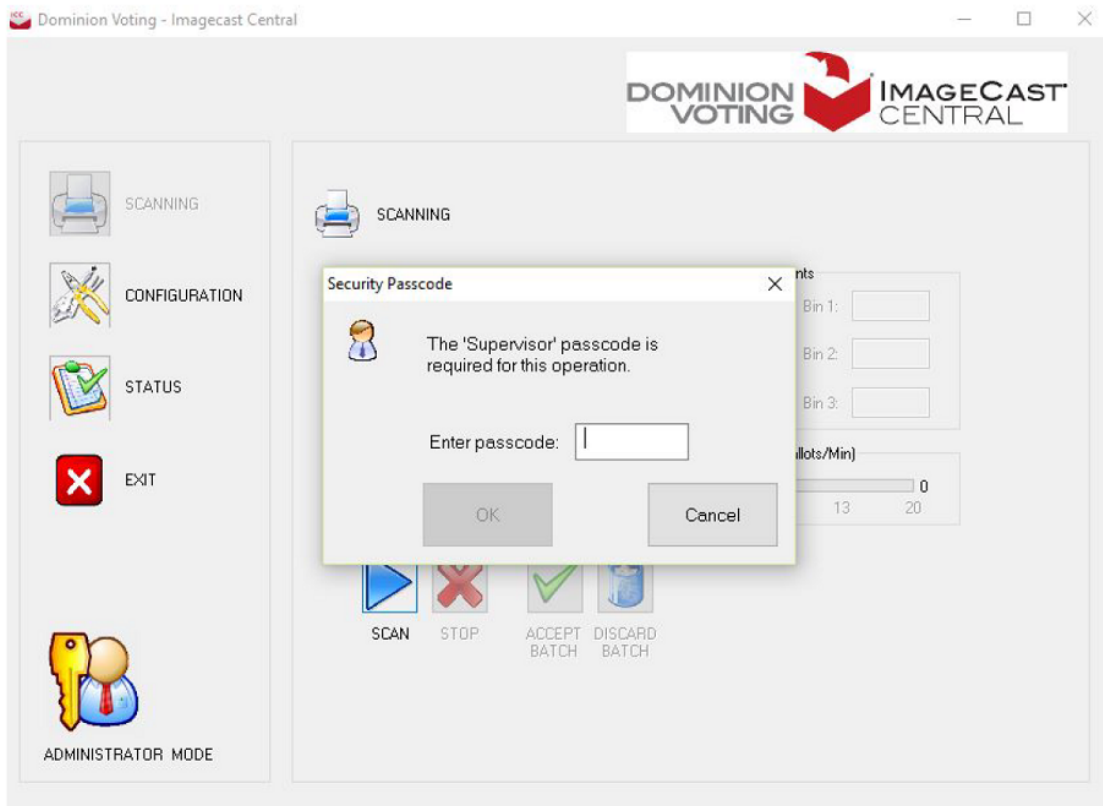 ICC Dominion Voting - Imagecast Central
DOMINION
VOTING
IMAGECAST
CENTRAL
SCANNING
CONFIGURATION
STATUS
EXIT
ADMINISTRATOR MODE
SCANNING
Security Passcode
The 'Supervisor' passcode is
required for this operation.
Enter passcode:
OK
Cancel
nts
Bin 1:
Bin 2:
Bin 3:
allots/Min)
0
13 20
SCAN STOP ACCEPT BATCH DISCARD BATCH